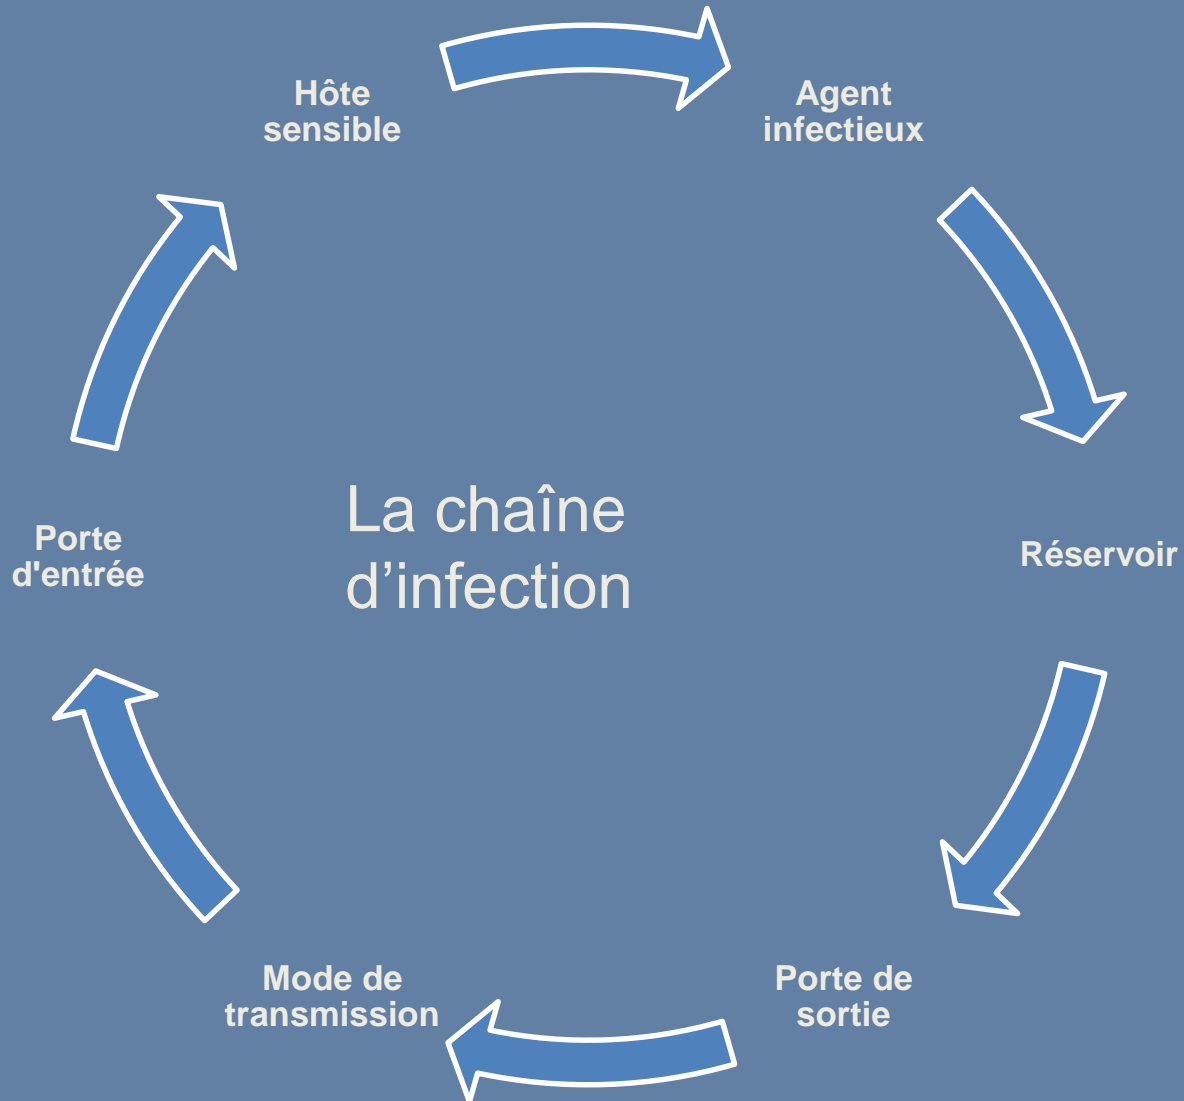 Hôte
sensible
Agent
infectieux
Réservoir
Porte de
sortie
Mode de
transmission
Porte
d'entrée
La chaîne
d’infection